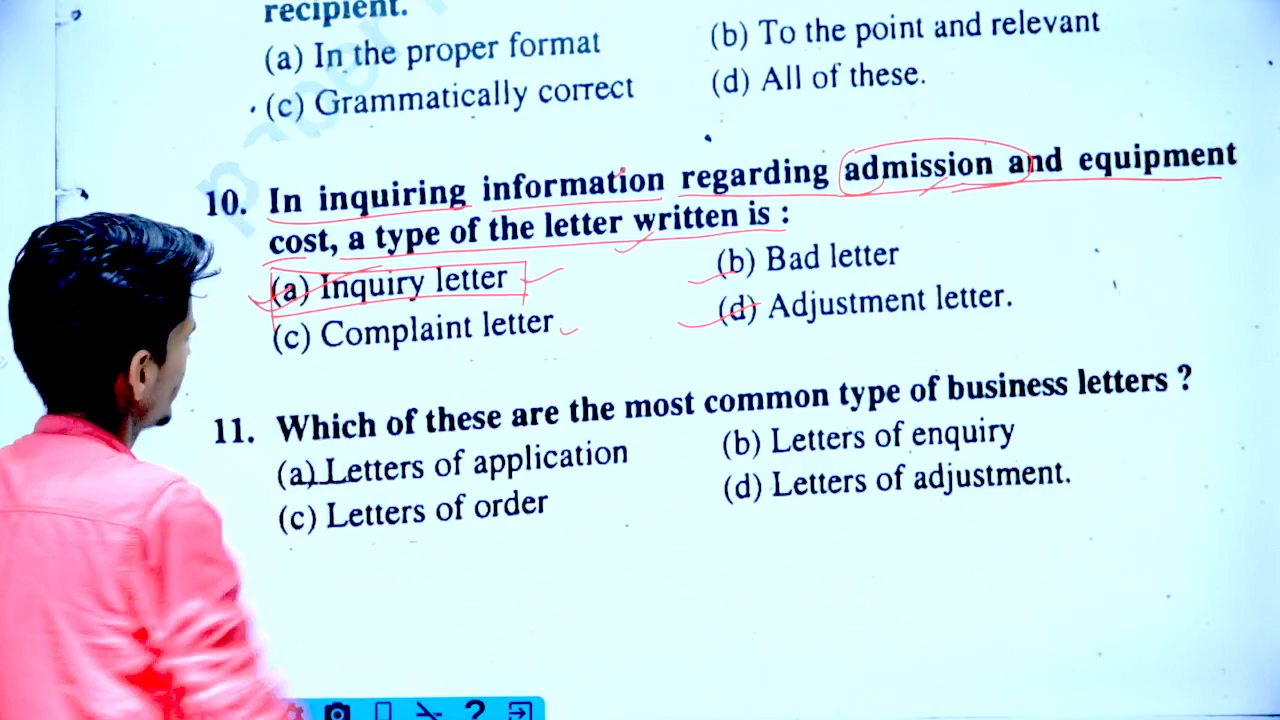 recipient.
(a) In the proper format (b) To the point and relevant
(c) Grammatically correct (d) All of these.
10. In inquiring information regarding admission and equipment
cost, a type of the letter written is :
(a) Inquiry letter (b) Bad letter
(c) Complaint letter (d) Adjustment letter.
11. Which of these are the most common type of business letters ?
(a) Letters of application (b) Letters of enquiry
(c) Letters of order (d) Letters of adjustment.
?